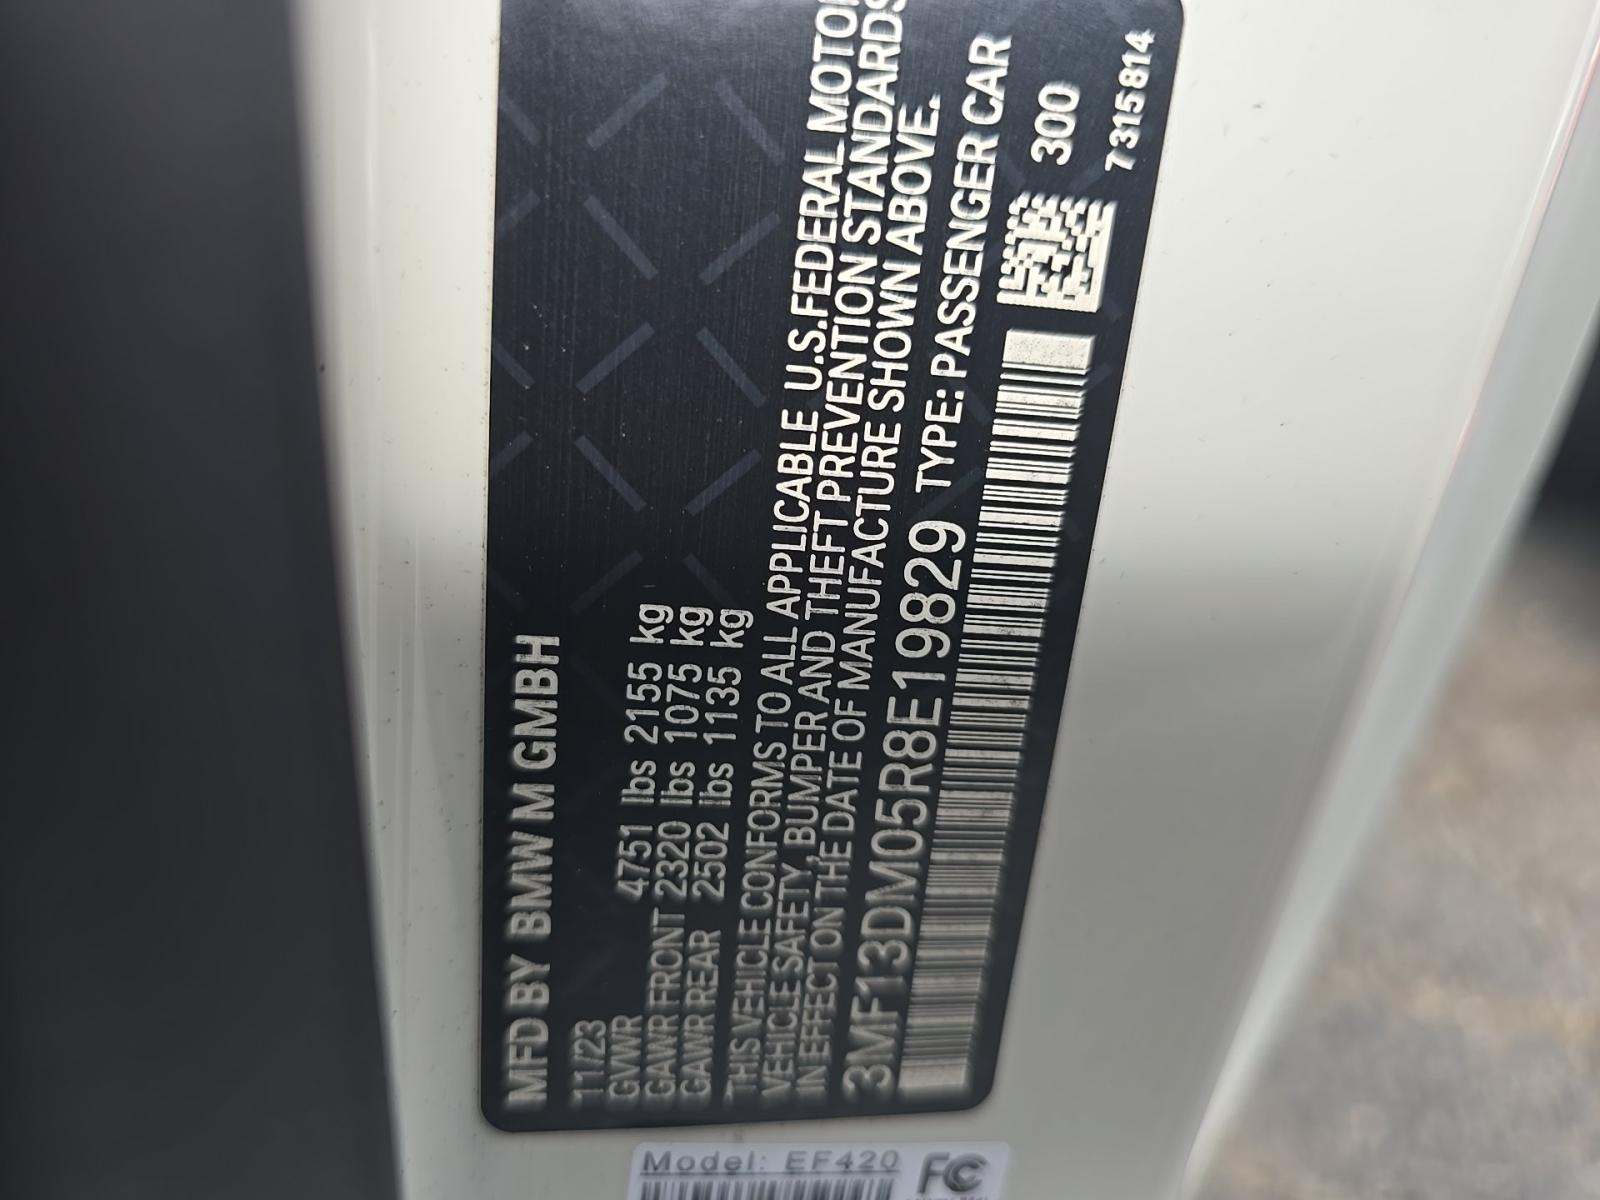 MFD BY BMW M GMBH
11/23
GVWR 4751 lbs 2155 kg
GAWR FRONT 2320 lbs 1075 kg
GAWR REAR 2502 lbs 1135 kg
THIS VEHICLE CONFORMS TO ALL APPLICABLE U.S.FEDERAL MOTOR
VEHICLE SAFETY, BUMPER AND THEFT PREVENTION STANDARDS
IN EFFECT ON THE DATE OF MANUFACTURE SHOWN ABOVE.
3MF13DM05R8E19829 TYPE: PASSENGER CAR
300
7315814
Model: EF420
FC